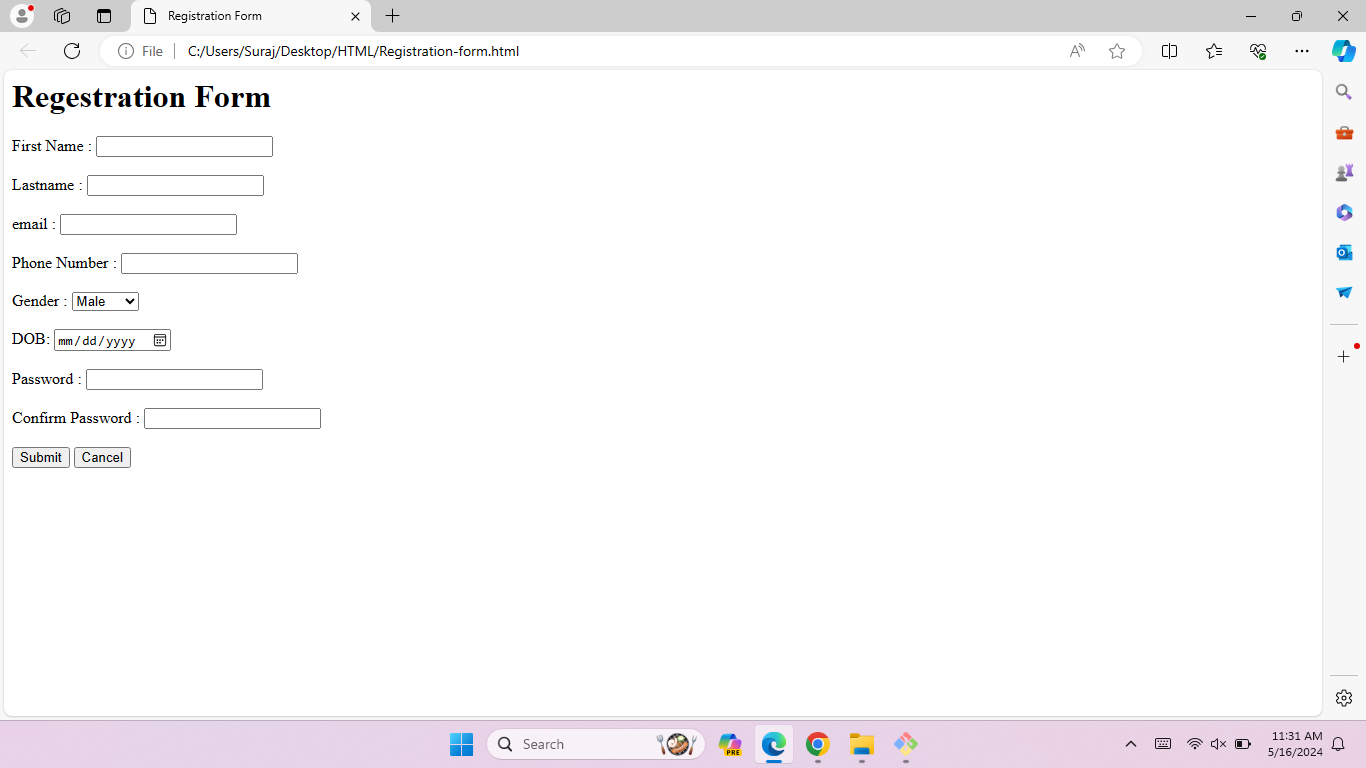 Registration Form
File
C:/Users/Suraj/Desktop/HTML/Registration-form.html
Regestration Form
First Name :
Lastname :
email :
Phone Number :
Gender : Male
DOB: mm/dd/yyyy
Password :
Confirm Password :
Submit Cancel
Search
PRE
11:31 AM
5/16/2024